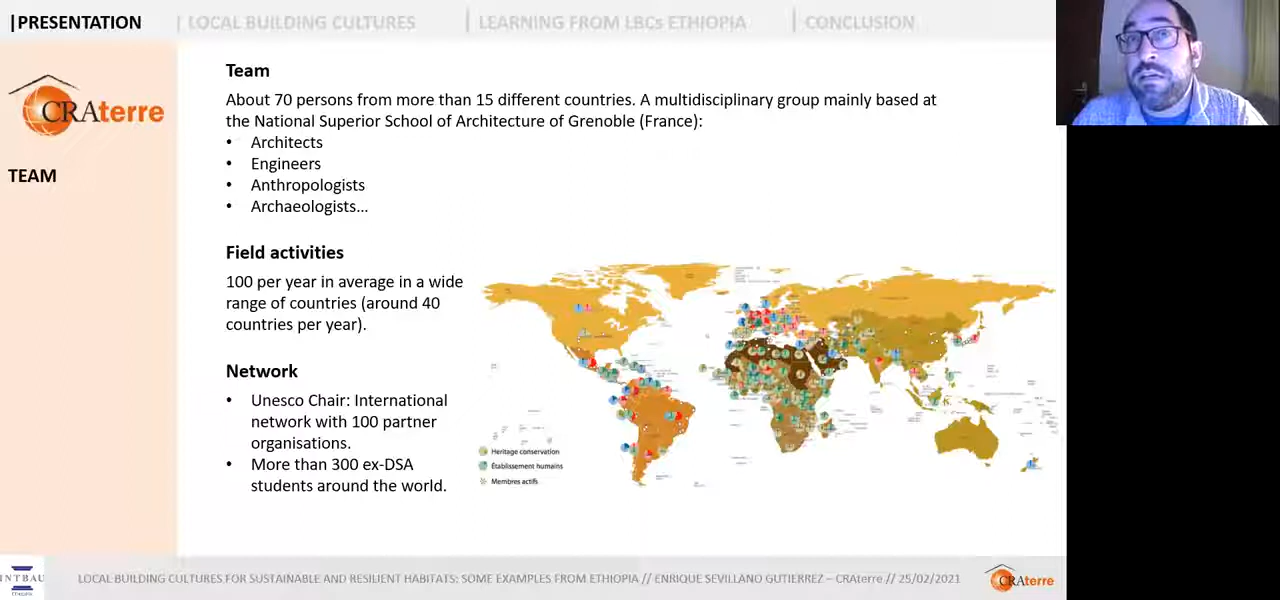 |PRESENTATION | LOCAL BUILDING CULTURES | LEARNING FROM LBCs ETHIOPIA | CONCLUSION
CRAterre
TEAM
Team
About 70 persons from more than 15 different countries. A multidisciplinary group mainly based at
the National Superior School of Architecture of Grenoble (France):
• Architects
• Engineers
• Anthropologists
• Archaeologists...
Field activities
100 per year in average in a wide
range of countries (around 40
countries per year).
Network
• Unesco Chair: International
network with 100 partner
organisations.
• More than 300 ex-DSA
students around the world.
Heritage conservation
Établissement humains
Membres actifs
INTBAU
LOCAL BUILDING CULTURES FOR SUSTAINABLE AND RESILIENT HABITATS: SOME EXAMPLES FROM ETHIOPIA // ENRIQUE SEVILLANO GUTIERREZ – CRAterre // 25/02/2021
CRAterre